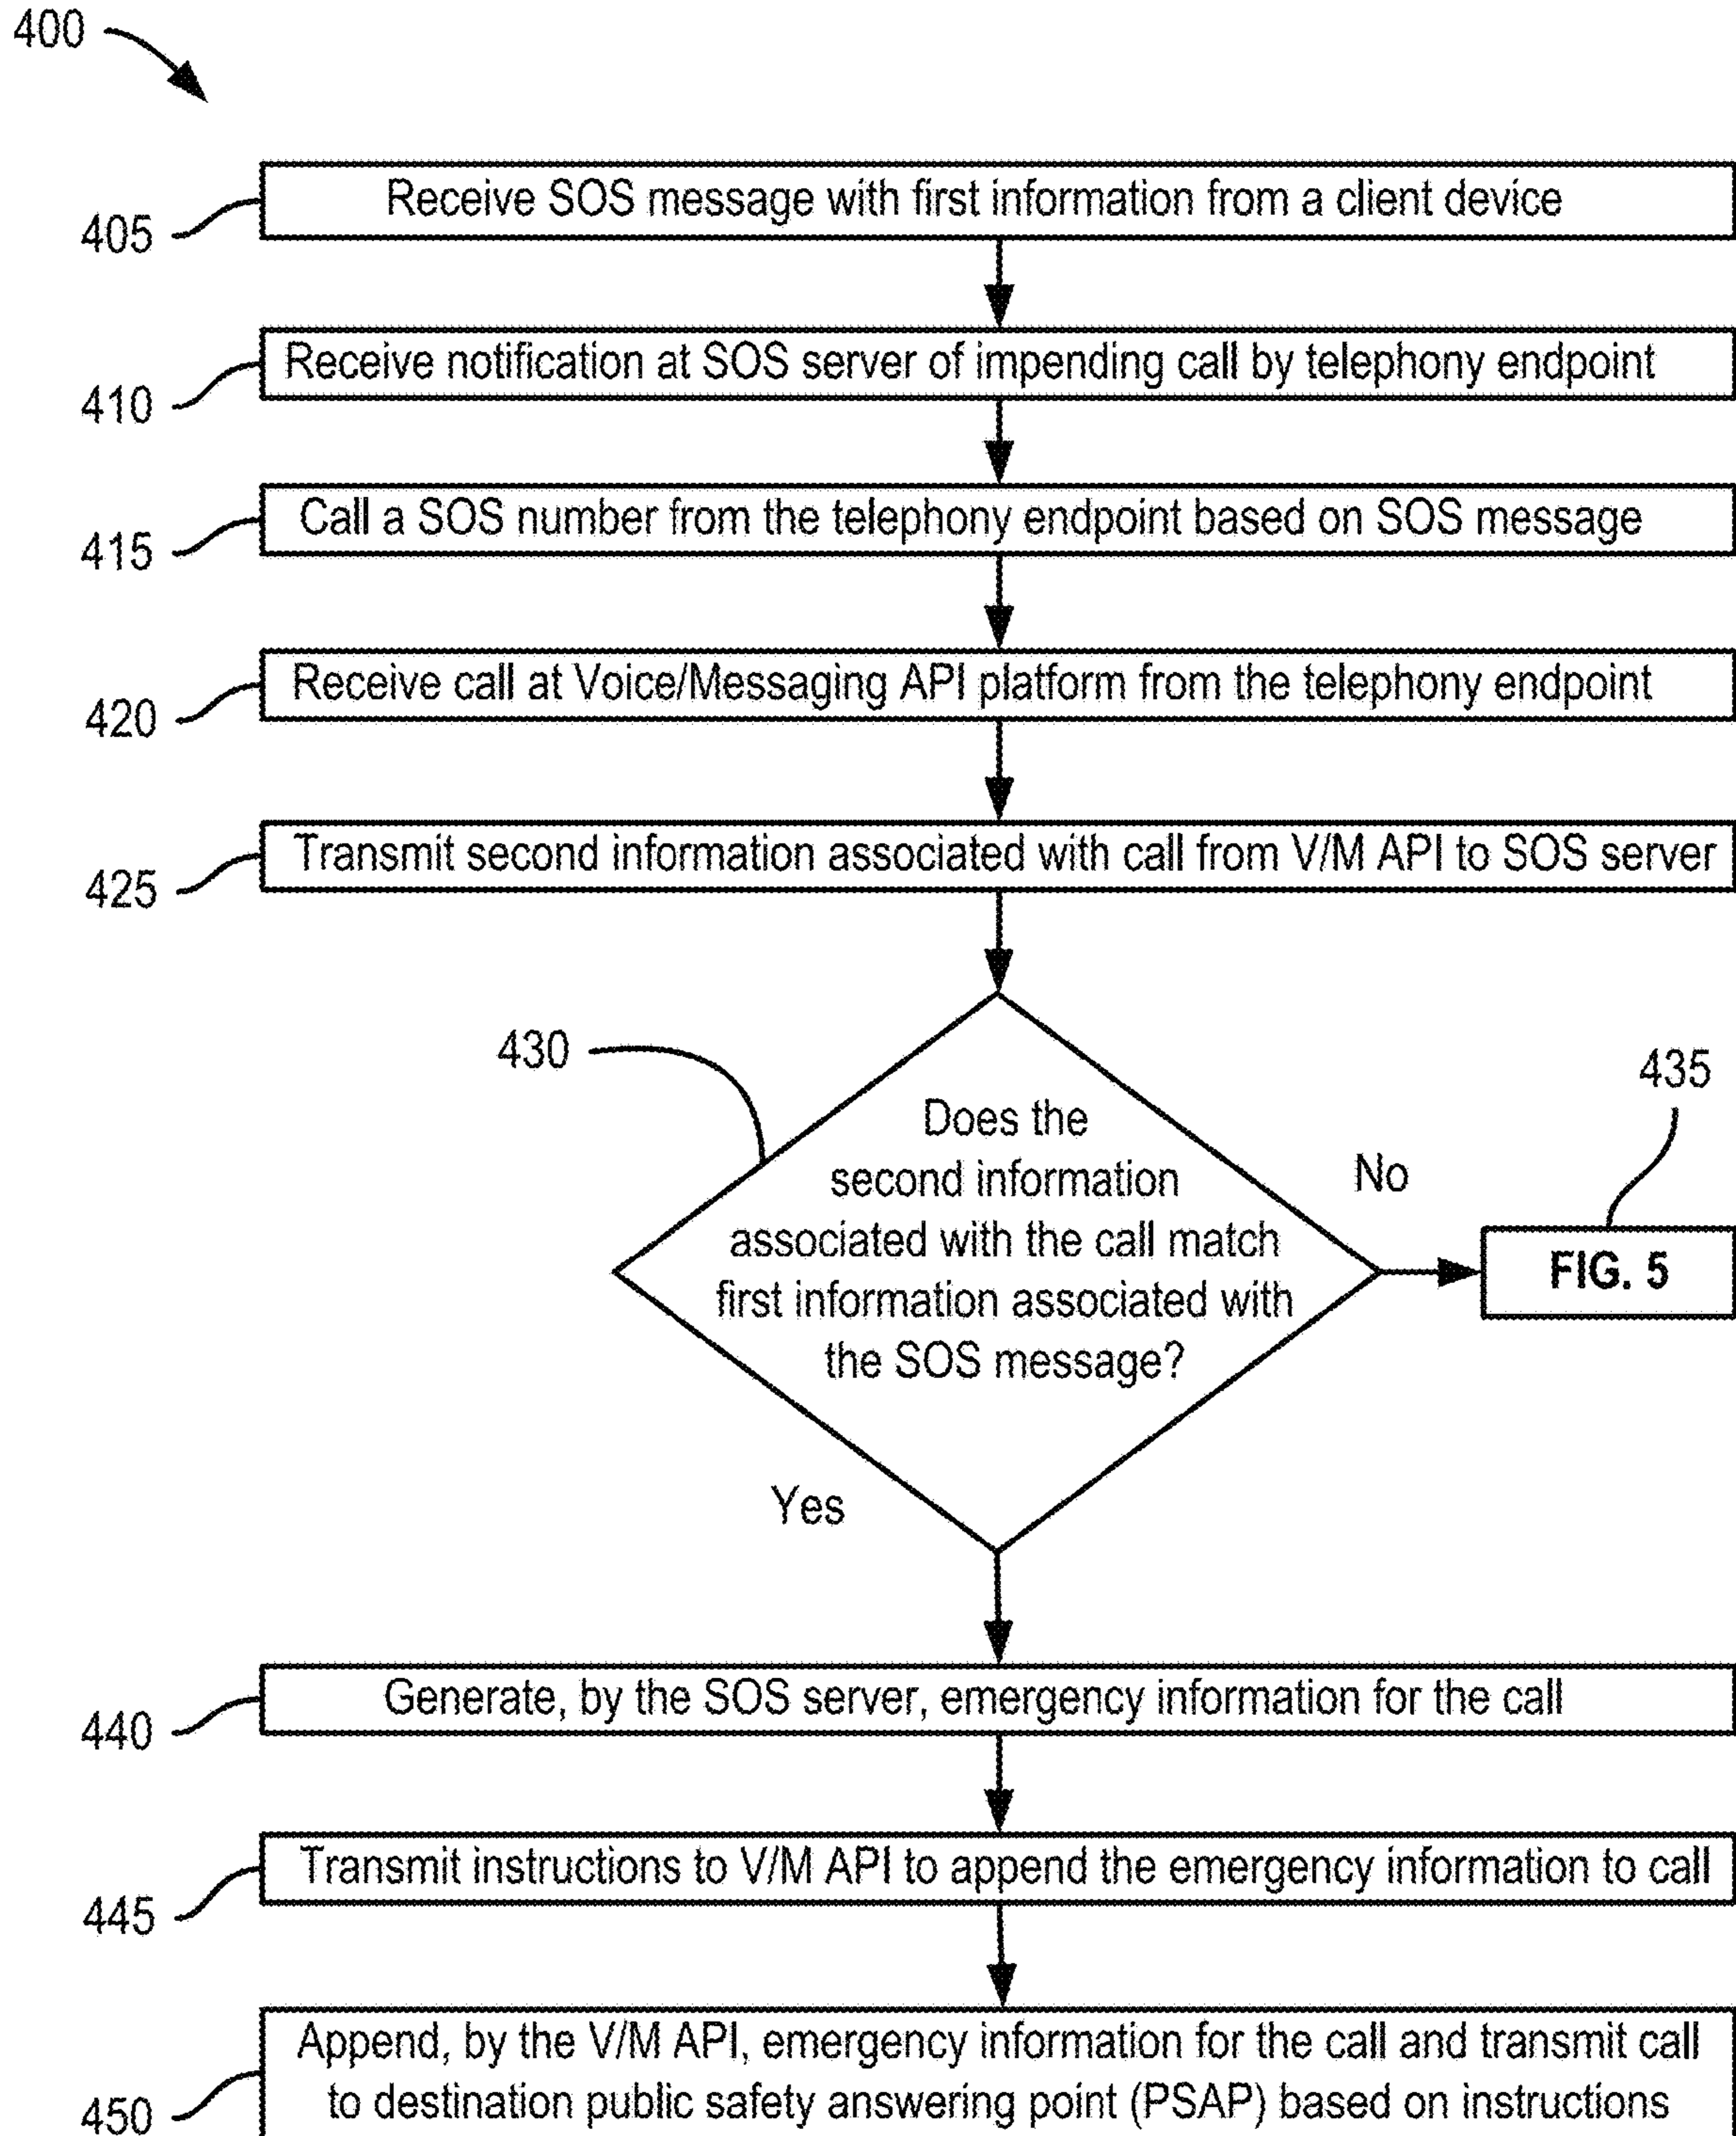 400
Receive SOS message with first information from a client device
405
Receive notification at SOS server of impending call by telephony endpoint
410
Call a SOS number from the telephony endpoint based on SOS message
415
Receive call at Voice/Messaging API platform from the telephony endpoint
420
Transmit second information associated with call from V/M API to SOS server
425
430
435
Does the
second information
associated with the call match
first information associated with
the SOS message?
No
FIG. 5
Yes
Generate, by the SOS server, emergency information for the call
440
Transmit instructions to V/M API to append the emergency information to call
445
Append, by the V/M API, emergency information for the call and transmit call
to destination public safety answering point (PSAP) based on instructions
450